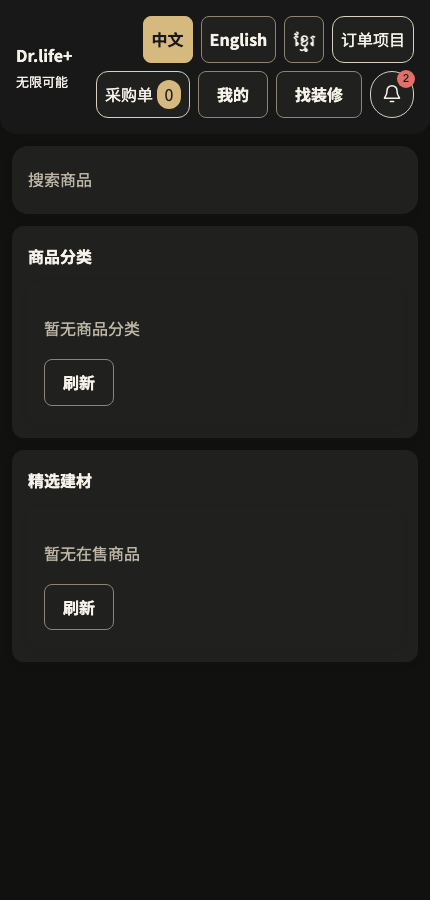 Dr.life+
无限可能
中文
English
ខ្មែរ
订单项目
采购单 0
我的
找装修
2
搜索商品
商品分类
暂无商品分类
刷新
精选建材
暂无在售商品
刷新